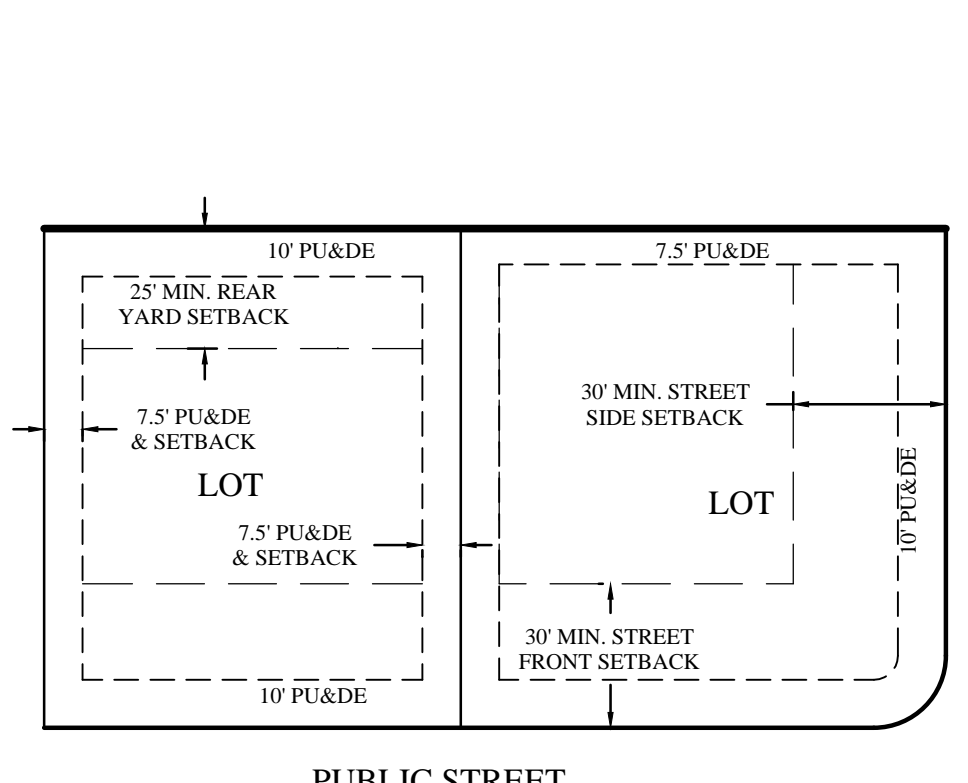 10' PU&DE
7.5' PU&DE
25' MIN. REAR
YARD SETBACK
30' MIN. STREET
SIDE SETBACK
7.5' PU&DE
& SETBACK
LOT
LOT
10' PU&DE
7.5' PU&DE
& SETBACK
30' MIN. STREET
FRONT SETBACK
10' PU&DE
PUBLIC STREET